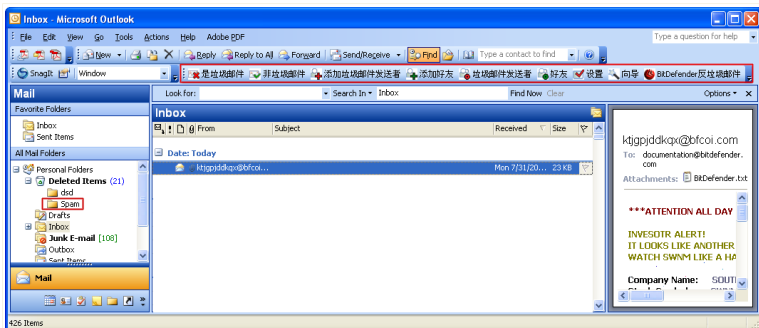 Inbox - Microsoft Outlook
File Edit View Go Tools Actions Help Adobe PDF Type a question for help
New Reply Reply to All Forward Send/Receive Find Type a contact to find
SnagIt Window 是垃圾邮件 非垃圾邮件 添加垃圾邮件发送者 添加好友 垃圾邮件发送者 好友 设置 向导 BitDefender反垃圾邮件
Mail Look for: Search In Inbox Find Now Clear Options
Favorite Folders
Inbox
Sent Items
All Mail Folders
Personal Folders
Deleted Items (21)
dsd
Spam
Drafts
Inbox
Junk E-mail [108]
Outbox
Sent Items
Mail
Inbox
From Subject Received Size
Date: Today
ktjgpjddkqx@bfcoi... Mon 7/31/20... 23 KB
ktjgpjddkqx@bfcoi.com
To: documentation@bitdefender.
com
Attachments: BitDefender.txt
***ATTENTION ALL DAY
INVESOTR ALERT!
IT LOOKS LIKE ANOTHER
WATCH SWNM LIKE A HA
Company Name: SOUTH
426 Items